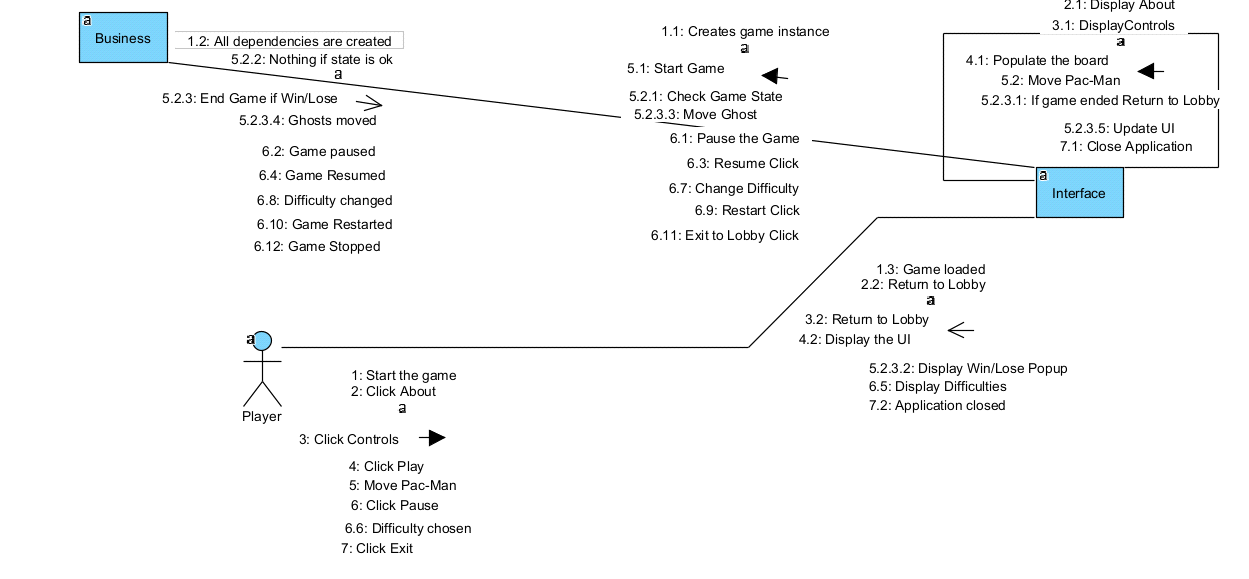 a
Business
1.2: All dependencies are created
5.2.2: Nothing if state is ok
a
5.2.3: End Game if Win/Lose
5.2.3.4: Ghosts moved
6.2: Game paused
6.4: Game Resumed
6.8: Difficulty changed
6.10: Game Restarted
6.12: Game Stopped
1.1: Creates game instance
a
5.1: Start Game
5.2.1: Check Game State
5.2.3.3: Move Ghost
6.1: Pause the Game
6.3: Resume Click
6.7: Change Difficulty
6.9: Restart Click
6.11: Exit to Lobby Click
2.1: Display About
3.1: DisplayControls
a
4.1: Populate the board
5.2: Move Pac-Man
5.2.3.1: If game ended Return to Lobby
5.2.3.5: Update UI
7.1: Close Application
a
Interface
1.3: Game loaded
2.2: Return to Lobby
a
3.2: Return to Lobby
4.2: Display the UI
5.2.3.2: Display Win/Lose Popup
6.5: Display Difficulties
7.2: Application closed
a
Player
1: Start the game
2: Click About
a
3: Click Controls
4: Click Play
5: Move Pac-Man
6: Click Pause
6.6: Difficulty chosen
7: Click Exit